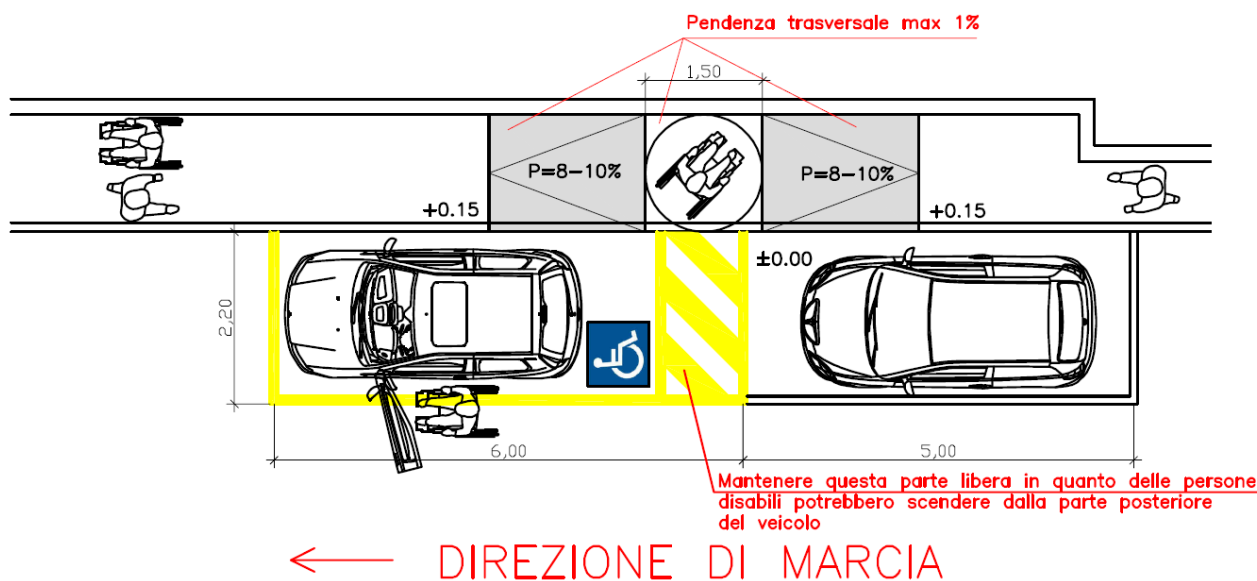 Pendenza trasversale max 1%
1,50
P=8-10%
P=8-10%
+0.15
+0.15
±0.00
2,20
6,00
5,00
Mantenere questa parte libera in quanto delle persone
disabili potrebbero scendere dalla parte posteriore
del veicolo
DIREZIONE DI MARCIA